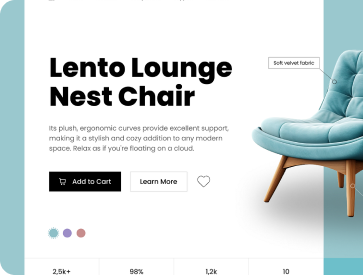 Lento Lounge
Nest Chair
Soft velvet fabric
Its plush, ergonomic curves provide excellent support,
making it a stylish and cozy addition to any modern
space. Relax as if you're floating on a cloud.
Add to Cart
Learn More
2,5k+
98%
1,2k
10